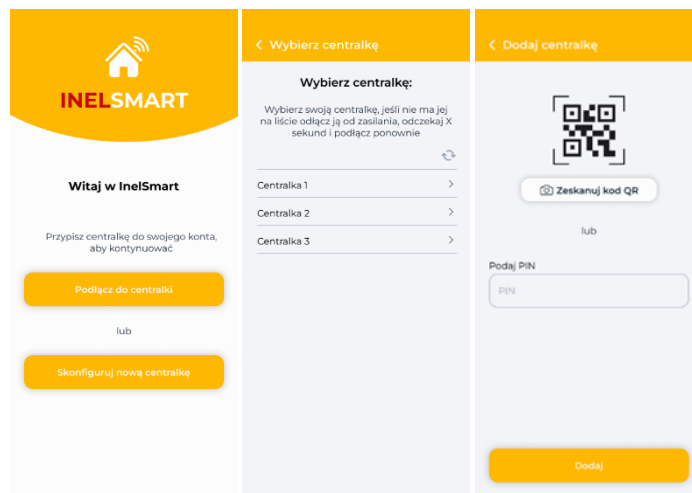 INELSMART
Witaj w InelSmart
Przypisz centralkę do swojego konta,
aby kontynuować
Podłącz do centralki
lub
Skonfiguruj nową centralkę
Wybierz centralkę
Wybierz centralkę:
Wybierz swoją centralkę, jeśli nie ma jej
na liście odłącz ją od zasilania, odczekaj X
sekund i podłącz ponownie
Centralka 1
Centralka 2
Centralka 3
Dodaj centralkę
Zeskanuj kod QR
lub
Podaj PIN
PIN
Dodaj